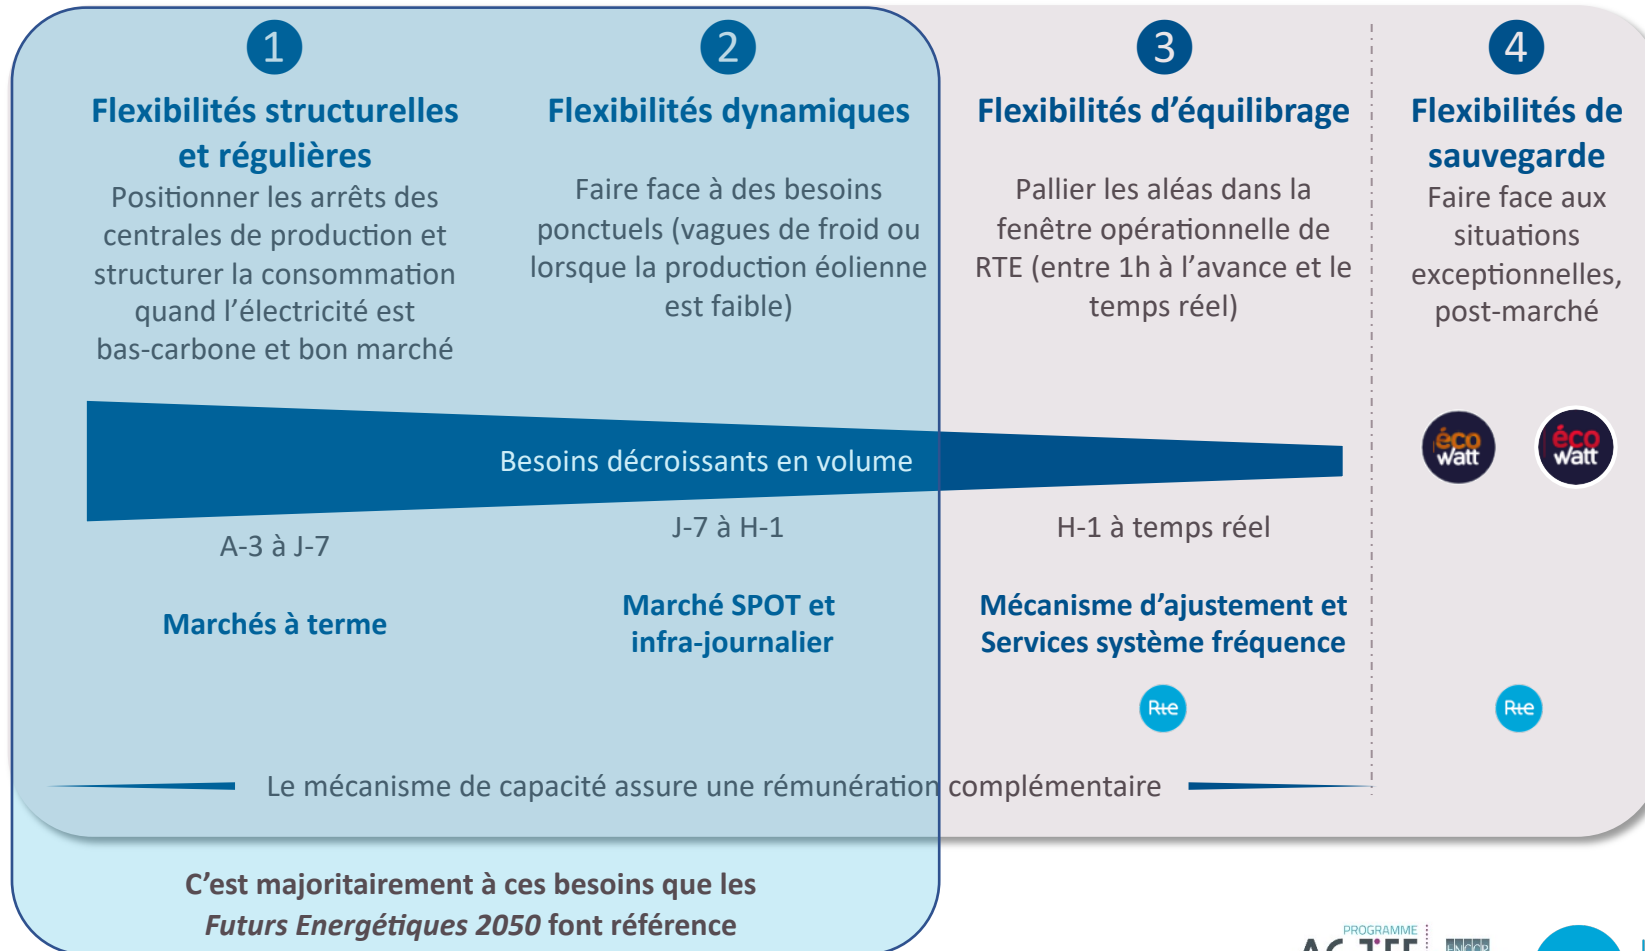 1
Flexibilités structurelles
et régulières
Positionner les arrêts des
centrales de production et
structurer la consommation
quand l'électricité est
bas-carbone et bon marché
2
Flexibilités dynamiques
Faire face à des besoins
ponctuels (vagues de froid ou
lorsque la production éolienne
est faible)
3
Flexibilités d'équilibrage
Pallier les aléas dans la
fenêtre opérationnelle de
RTE (entre 1h à l'avance et le
temps réel)
4
Flexibilités de
sauvegarde
Faire face aux
situations
exceptionnelles,
post-marché
Besoins décroissants en volume
éco
watt
éco
watt
A-3 à J-7
J-7 à H-1
H-1 à temps réel
Marchés à terme
Marché SPOT et
infra-journalier
Mécanisme d'ajustement et
Services système fréquence
Rte
Rte
Le mécanisme de capacité assure une rémunération complémentaire
C'est majoritairement à ces besoins que les
Futurs Energétiques 2050 font référence
PROGRAMME